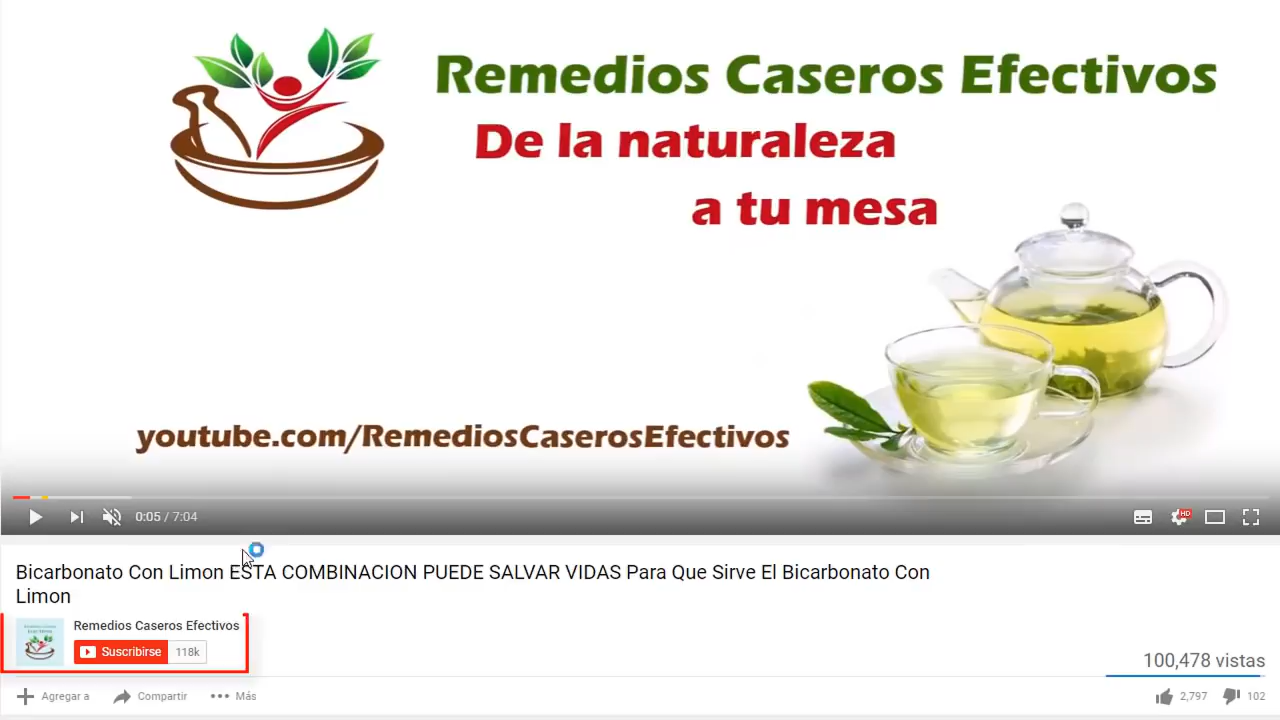 Remedios Caseros Efectivos
De la naturaleza
a tu mesa
youtube.com/RemediosCaserosEfectivos
0:05 / 7:04
HD
Bicarbonato Con Limon ESTA COMBINACION PUEDE SALVAR VIDAS Para Que Sirve El Bicarbonato Con
Limon
Remedios Caseros Efectivos
Suscribirse 118k
100,478 vistas
Agregar a Compartir Más
2,797 102